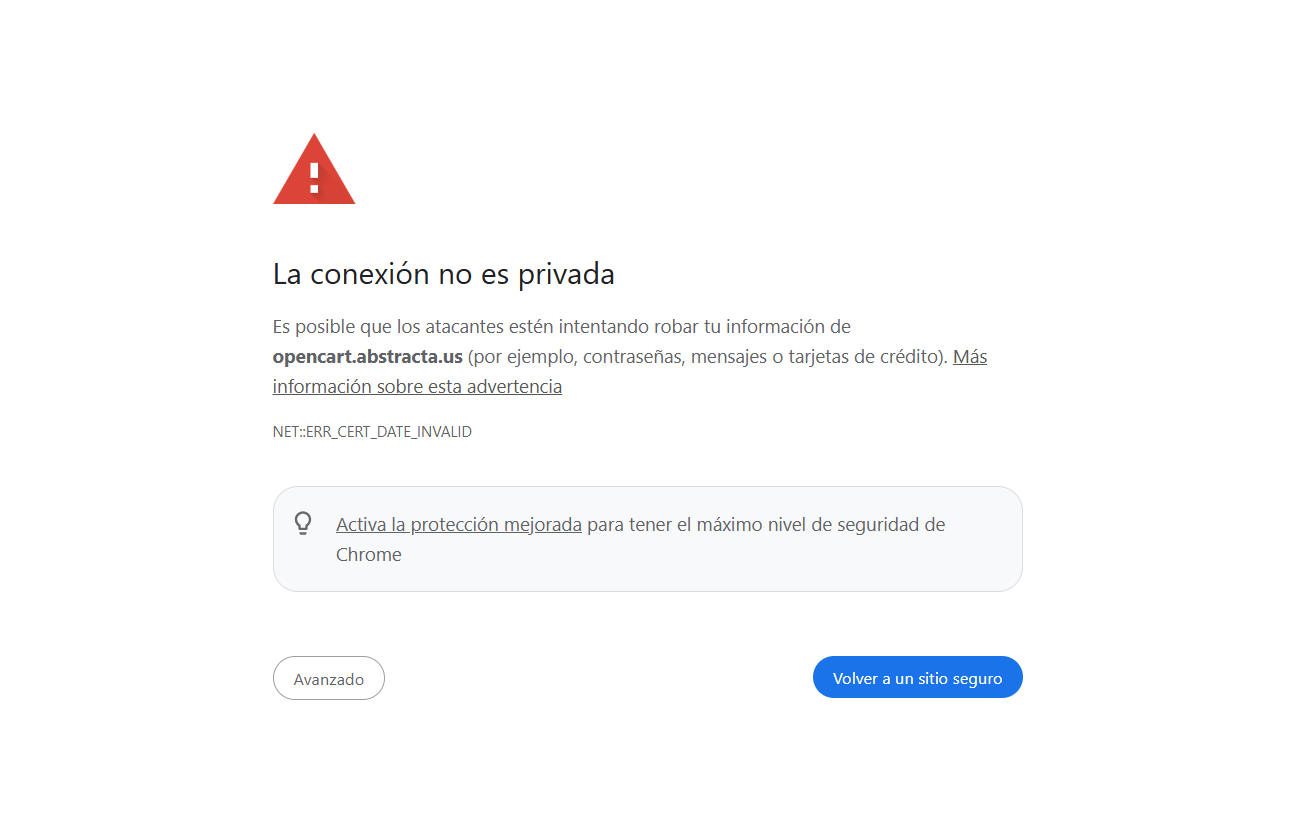 La conexión no es privada
Es posible que los atacantes estén intentando robar tu información de
opencart.abstracta.us (por ejemplo, contraseñas, mensajes o tarjetas de crédito). Más
información sobre esta advertencia
NET::ERR_CERT_DATE_INVALID
Activa la protección mejorada para tener el máximo nivel de seguridad de
Chrome
Avanzado
Volver a un sitio seguro